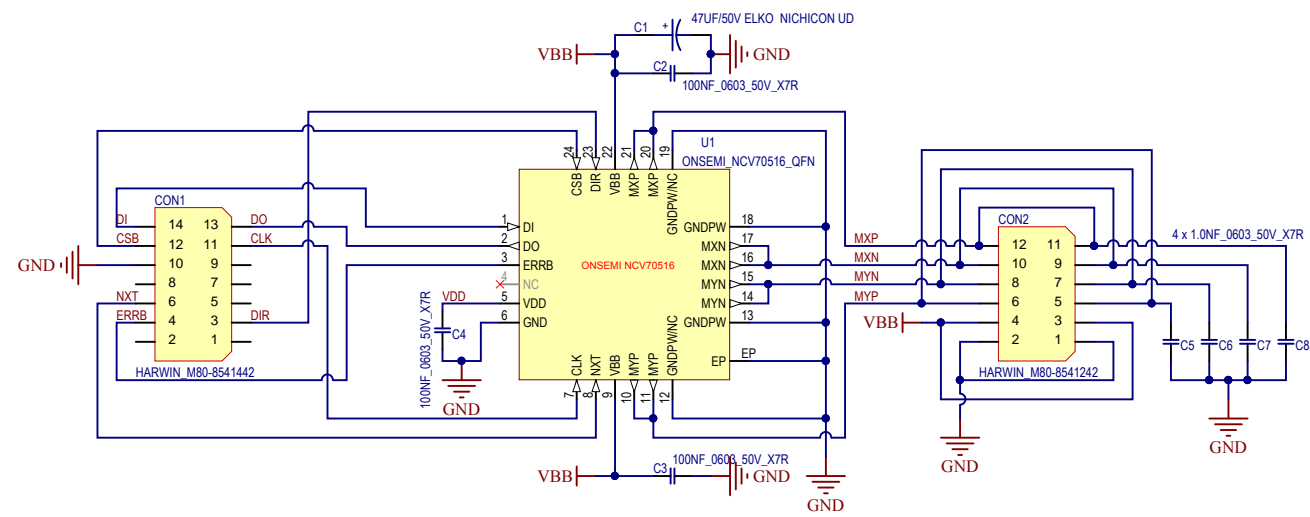 C1
+
47UF/50V ELKO NICHICON UD
VBB
GND
C2
100NF_0603_50V_X7R
24
23
22
21
20
19
U1
ONSEMI_NCV70516_QFN
CSB
DIR
VBB
MXP
MXP
GNDPW/NC
CON1
DI
14
13
DO
CSB
12
11
CLK
GND
10
9
8
7
NXT
6
5
ERRB
4
3
DIR
2
1
HARWIN_M80-8541442
1
DI
2
DO
3
ERRB
4
NC
VDD
5
VDD
6
GND
C4
100NF_0603_50V_X7R
GND
ONSEMI NCV70516
GNDPW
18
MXN
17
MXN
16
MYN
15
MYN
14
GNDPW
13
EP
EP
CLK
NXT
VBB
MYP
MYP
GNDPW/NC
7
8
9
10
11
12
VBB
C3
100NF_0603_50V_X7R
GND
GND
MXP
MXN
MYN
MYP
VBB
CON2
12
11
10
9
8
7
6
5
4
3
2
1
HARWIN_M80-8541242
GND
4 x 1.0NF_0603_50V_X7R
C5
C6
C7
C8
GND